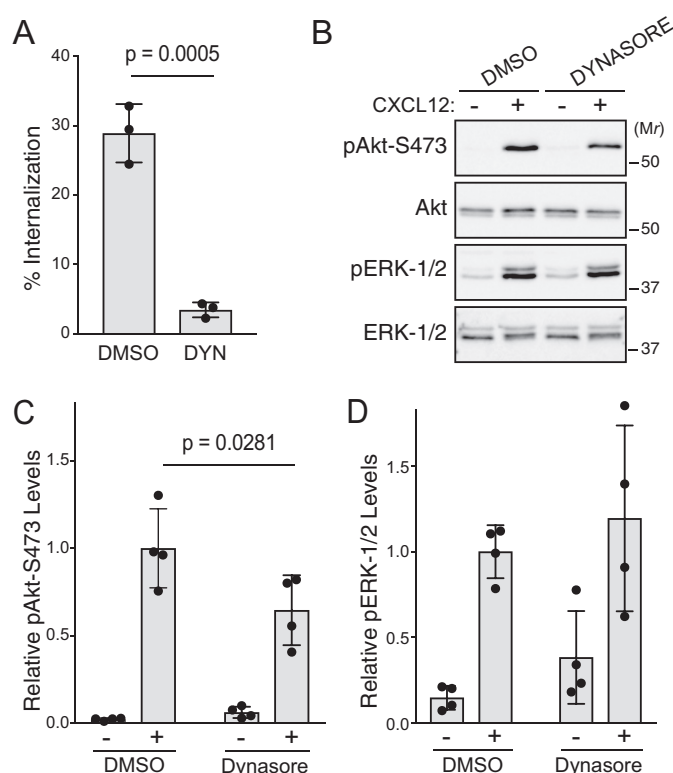 A
p = 0.0005
40
30
20
10
0
% Internalization
DMSO DYN
B
DMSO DYNASORE
CXCL12: - + - +
(Mr)
pAkt-S473
50
Akt
50
pERK-1/2
37
ERK-1/2
37
C
p = 0.0281
1.5
1.0
0.5
0.0
Relative pAkt-S473 Levels
- + - +
DMSO Dynasore
D
1.5
1.0
0.5
0.0
Relative pERK-1/2 Levels
- + - +
DMSO Dynasore